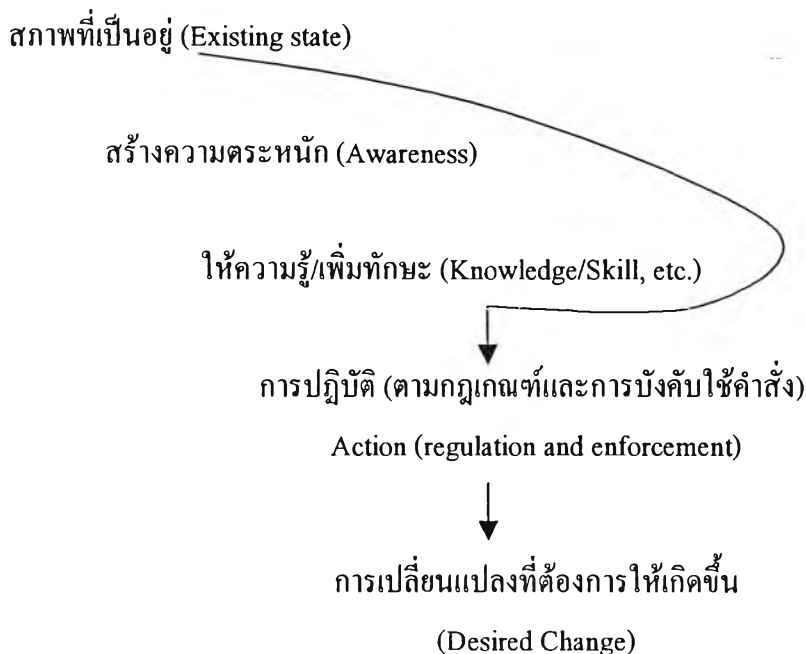 สภาพที่เป็นอยู่ (Existing state)
สร้างความตระหนัก (Awareness)
ให้ความรู้/เพิ่มทักษะ (Knowledge/Skill, etc.)
การปฏิบัติ (ตามกฎเกณฑ์และการบังคับใช้คำสั่ง)
Action (regulation and enforcement)
การเปลี่ยนแปลงที่ต้องการให้เกิดขึ้น
(Desired Change)